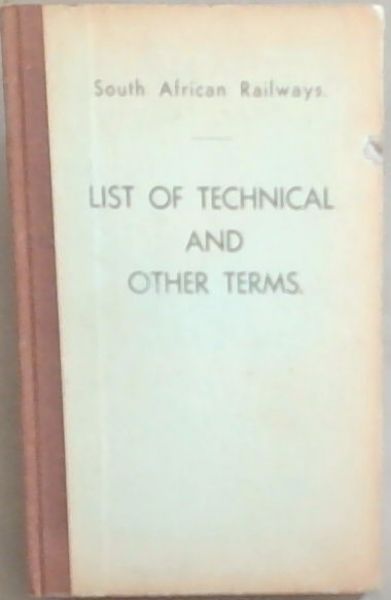 South African Railways.
LIST OF TECHNICAL
AND
OTHER TERMS.